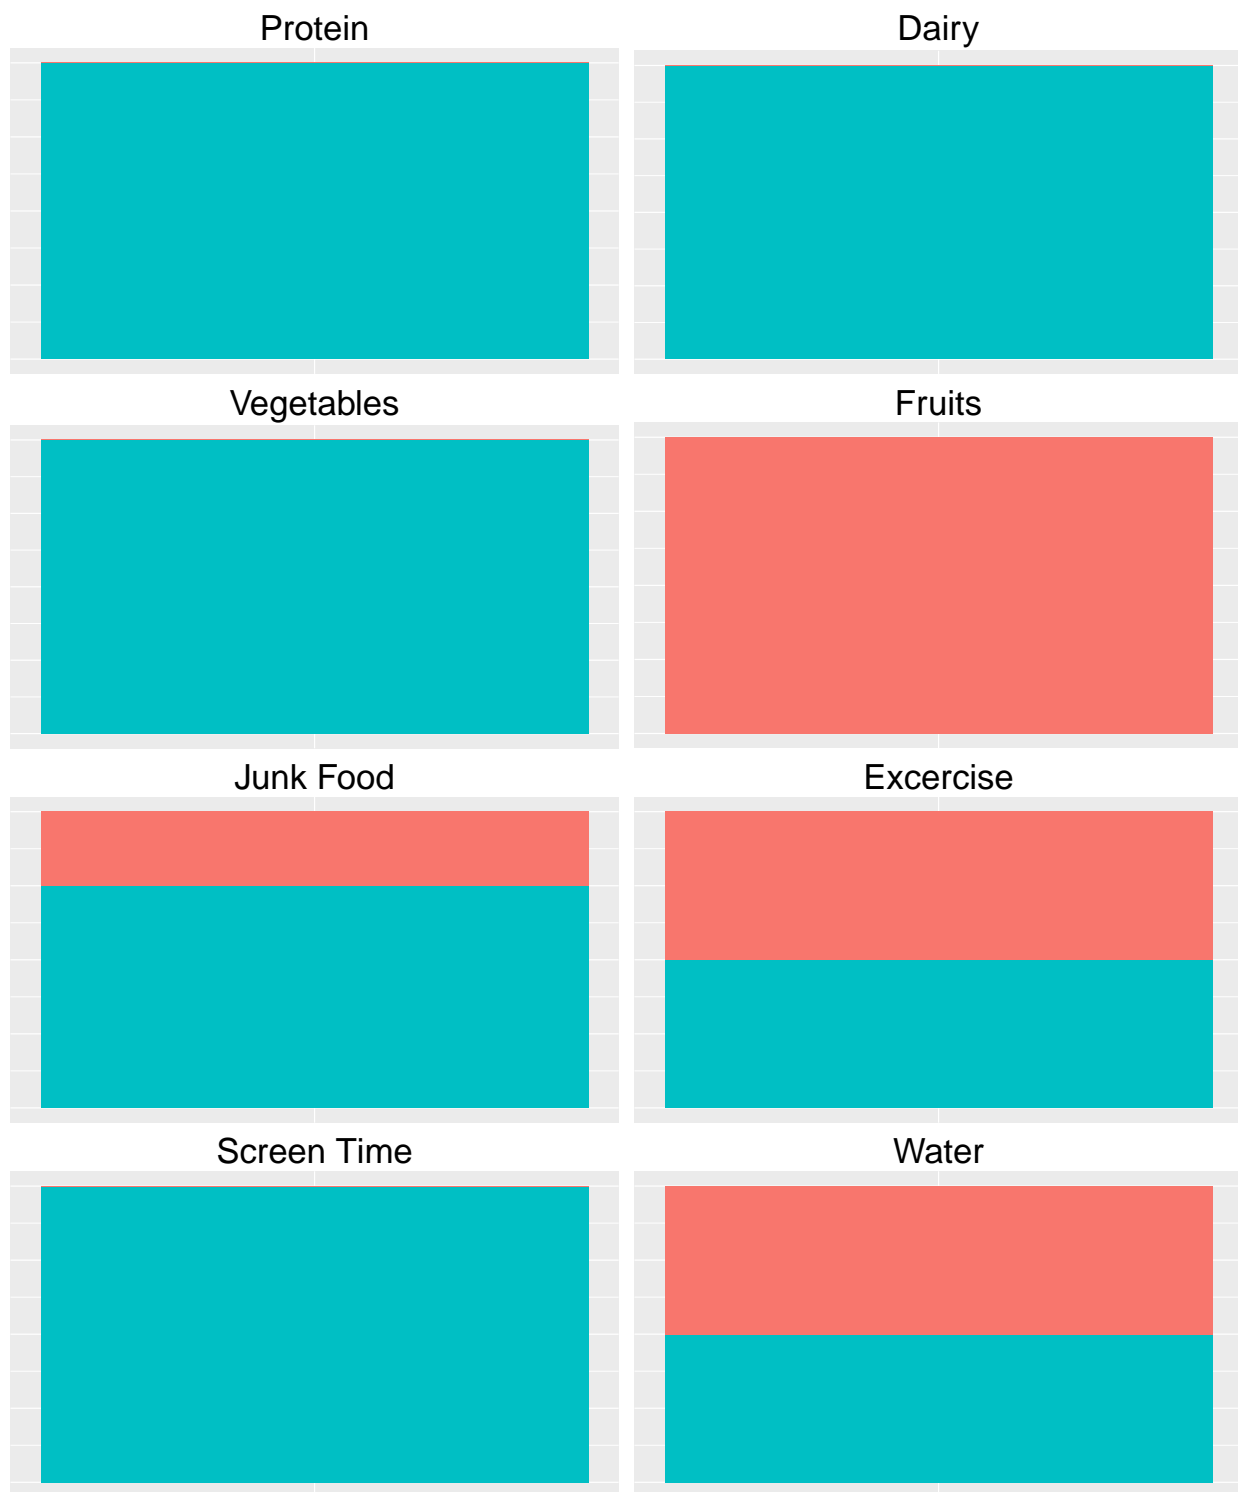 Protein
Dairy
Vegetables
Fruits
Junk Food
Excercise
Screen Time
Water